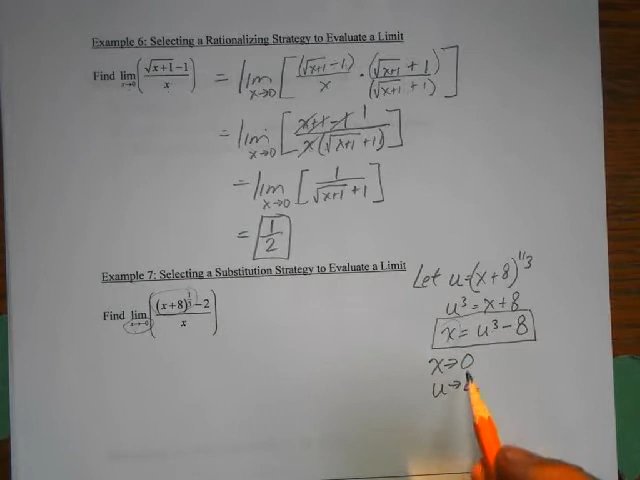 Example 6: Selecting a Rationalizing Strategy to Evaluate a Limit
Find lim x→0 ( (√(x+1) − 1) / x ) = lim x→0 [ (√(x+1) − 1) / x · (√(x+1) + 1) / (√(x+1) + 1) ]
= lim x→0 [ (x+1−1) 1 / x(√(x+1) + 1) ]
= lim x→0 [ 1 / (√(x+1) + 1) ]
= 1/2
Example 7: Selecting a Substitution Strategy to Evaluate a Limit
Find lim x→0 ( ((x+8)^(1/3) − 2) / x )
Let u=(x+8)^1/3
u³ = x+8
x = u³ − 8
x→0
u→